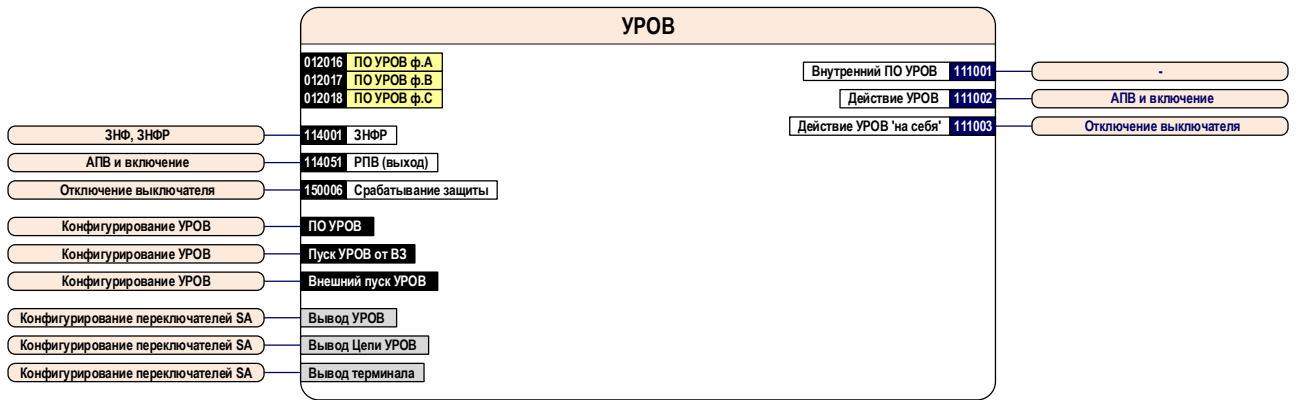 УРОВ
012016 ПО УРОВ ф.А
012017 ПО УРОВ ф.В
012018 ПО УРОВ ф.С
Внутренний ПО УРОВ 111001 -
Действие УРОВ 111002 АПВ и включение
Действие УРОВ 'на себя' 111003 Отключение выключателя
ЗНФ, ЗНФР 114001 ЗНФР
АПВ и включение 114051 РПВ (выход)
Отключение выключателя 150006 Срабатывание защиты
Конфигурирование УРОВ ПО УРОВ
Конфигурирование УРОВ Пуск УРОВ от ВЗ
Конфигурирование УРОВ Внешний пуск УРОВ
Конфигурирование переключателей SA Вывод УРОВ
Конфигурирование переключателей SA Вывод Цепи УРОВ
Конфигурирование переключателей SA Вывод терминала